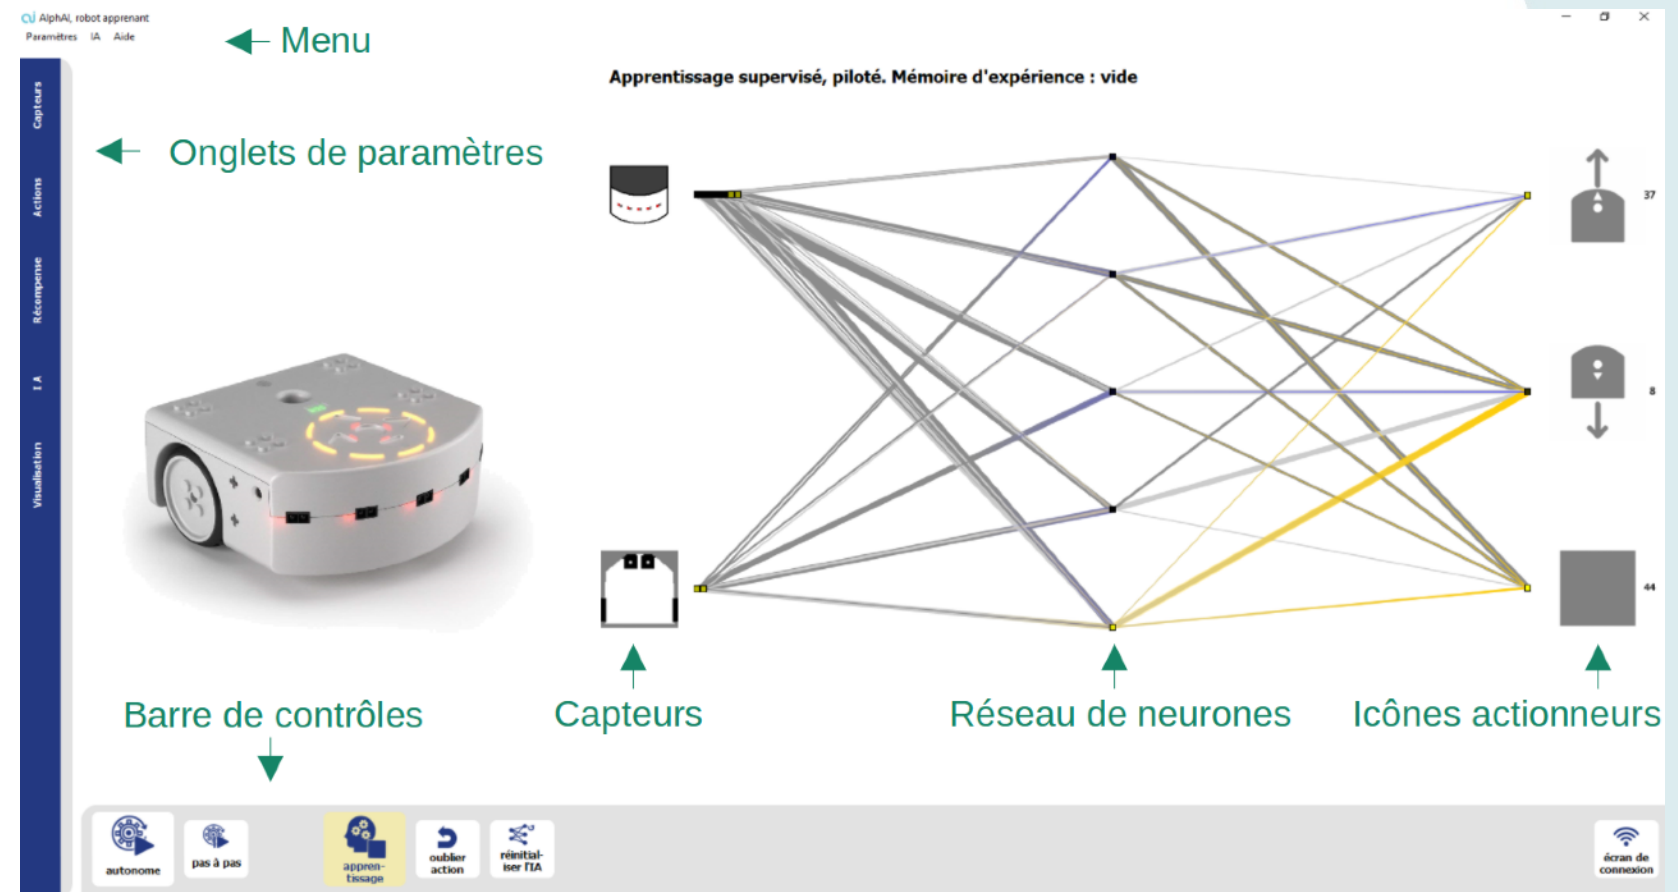 AlphAI, robot apprenant
Paramètres IA Aide
Menu
Apprentissage supervisé, piloté. Mémoire d'expérience : vide
Capteurs
Onglets de paramètres
Actions
Récompense
IA
Visualisation
37
8
44
Barre de contrôles
Capteurs
Réseau de neurones
Icônes actionneurs
autonome
pas à pas
appren-
tissage
oublier
action
réinitial-
iser l'IA
écran de
connexion